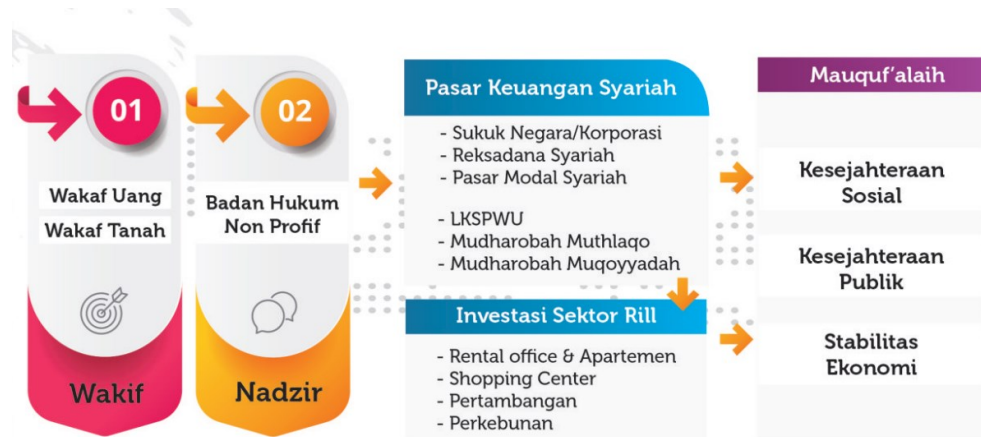 01
Wakaf Uang
Wakaf Tanah
Wakif
02
Badan Hukum
Non Profif
Nadzir
Pasar Keuangan Syariah
- Sukuk Negara/Korporasi
- Reksadana Syariah
- Pasar Modal Syariah
- LKSPWU
- Mudharobah Muthlaqo
- Mudharobah Muqoyyadah
Investasi Sektor Rill
- Rental office & Apartemen
- Shopping Center
- Pertambangan
- Perkebunan
Mauquf’alaih
Kesejahteraan
Sosial
Kesejahteraan
Publik
Stabilitas
Ekonomi